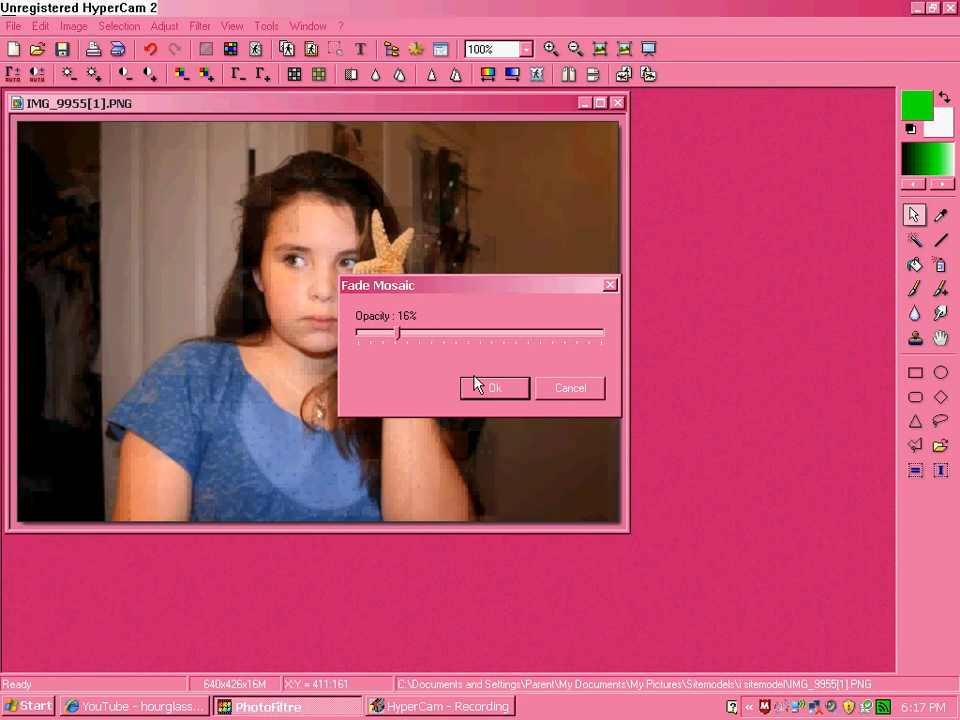 Unregistered HyperCam 2
File Edit Image Selection Adjust Filter View Tools Window ?
T 100%
AUTO AUTO
IMG_9955[1].PNG
Fade Mosaic
Opacity : 16%
Ok Cancel
Ready 640x426x16M X:Y = 411:161 C:\Documents and Settings\Parent\My Documents\My Pictures\Sitemodels\i sitemodel\IMG_9955[1].PNG
Start YouTube - hourglass... PhotoFiltre HyperCam - Recording ? « 6:17 PM